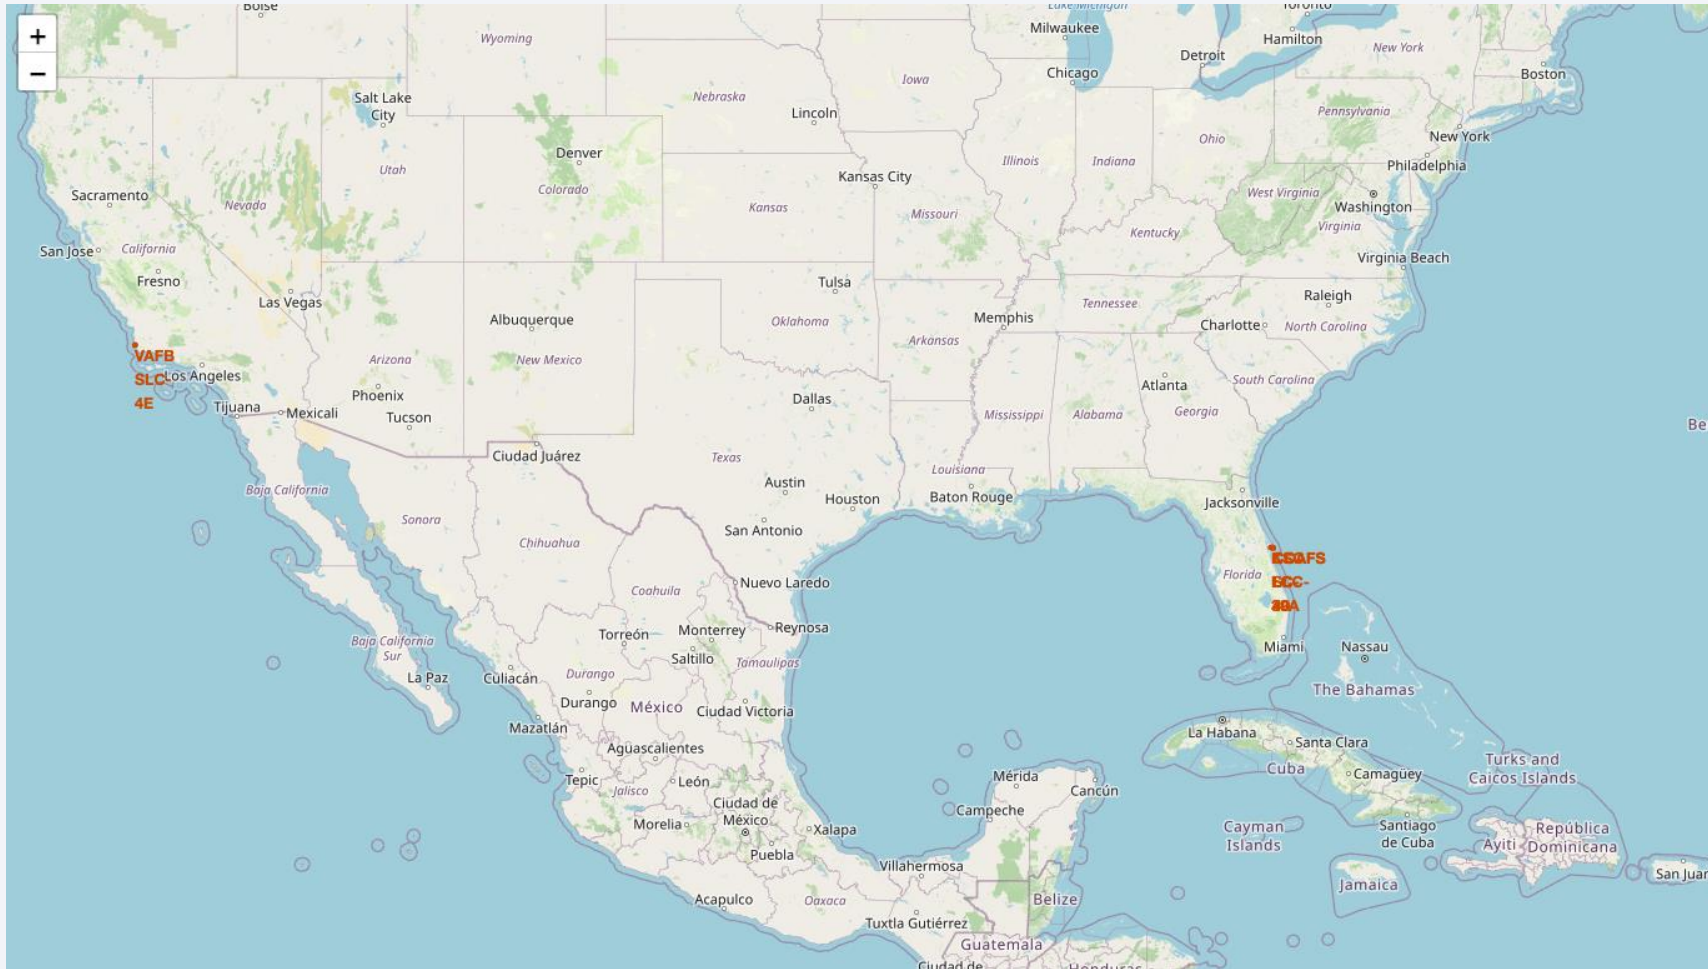 Boise
Lake Michigan
Toronto
+
Milwaukee
Hamilton
Wyoming
New York
Detroit
−
Chicago
Boston
Iowa
Salt Lake
City
Nebraska
Lincoln
Pennsylvania
New York
Ohio
Denver
Illinois
Indiana
Philadelphia
Utah
Kansas City
Colorado
West Virginia
Sacramento
Nevada
Kansas
Missouri
Washington
Virginia
Kentucky
San Jose
California
Virginia Beach
Fresno
Tulsa
Las Vegas
Raleigh
Tennessee
Albuquerque
Oklahoma
Memphis
Charlotte
North Carolina
Arkansas
VAFB
Arizona
New Mexico
SLC-
Los Angeles
South Carolina
Atlanta
4E
Phoenix
Dallas
Tijuana
Mexicali
Tucson
Mississippi
Alabama
Georgia
Ciudad Juárez
Texas
Louisiana
Austin
Baja California
Houston
Baton Rouge
Jacksonville
Sonora
San Antonio
Chihuahua
Florida
Nuevo Laredo
Coahuila
Reynosa
Torreón
Monterrey
Baja California
Sur
Miami
Nassau
Saltillo
Tamaulipas
Durango
La Paz
Culiacán
The Bahamas
Durango
México
Ciudad Victoria
Mazatlán
La Habana
Santa Clara
Aguascalientes
Turks and
Caicos Islands
Cuba
Camagüey
Tepic
León
Mérida
Jalisco
Cancún
Ciudad de
México
Campeche
Morelia
Xalapa
Cayman
Islands
Santiago
de Cuba
República
Dominicana
Ayiti
Puebla
Villahermosa
San Juan
Jamaica
Acapulco
Oaxaca
Belize
Tuxtla Gutiérrez
Guatemala
Ciudad de
Honduras